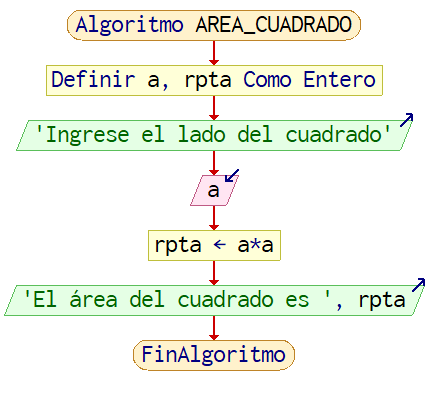 Algoritmo AREA_CUADRADO
Definir a, rpta Como Entero
'Ingrese el lado del cuadrado'
a
rpta ← a*a
'El área del cuadrado es ', rpta
FinAlgoritmo